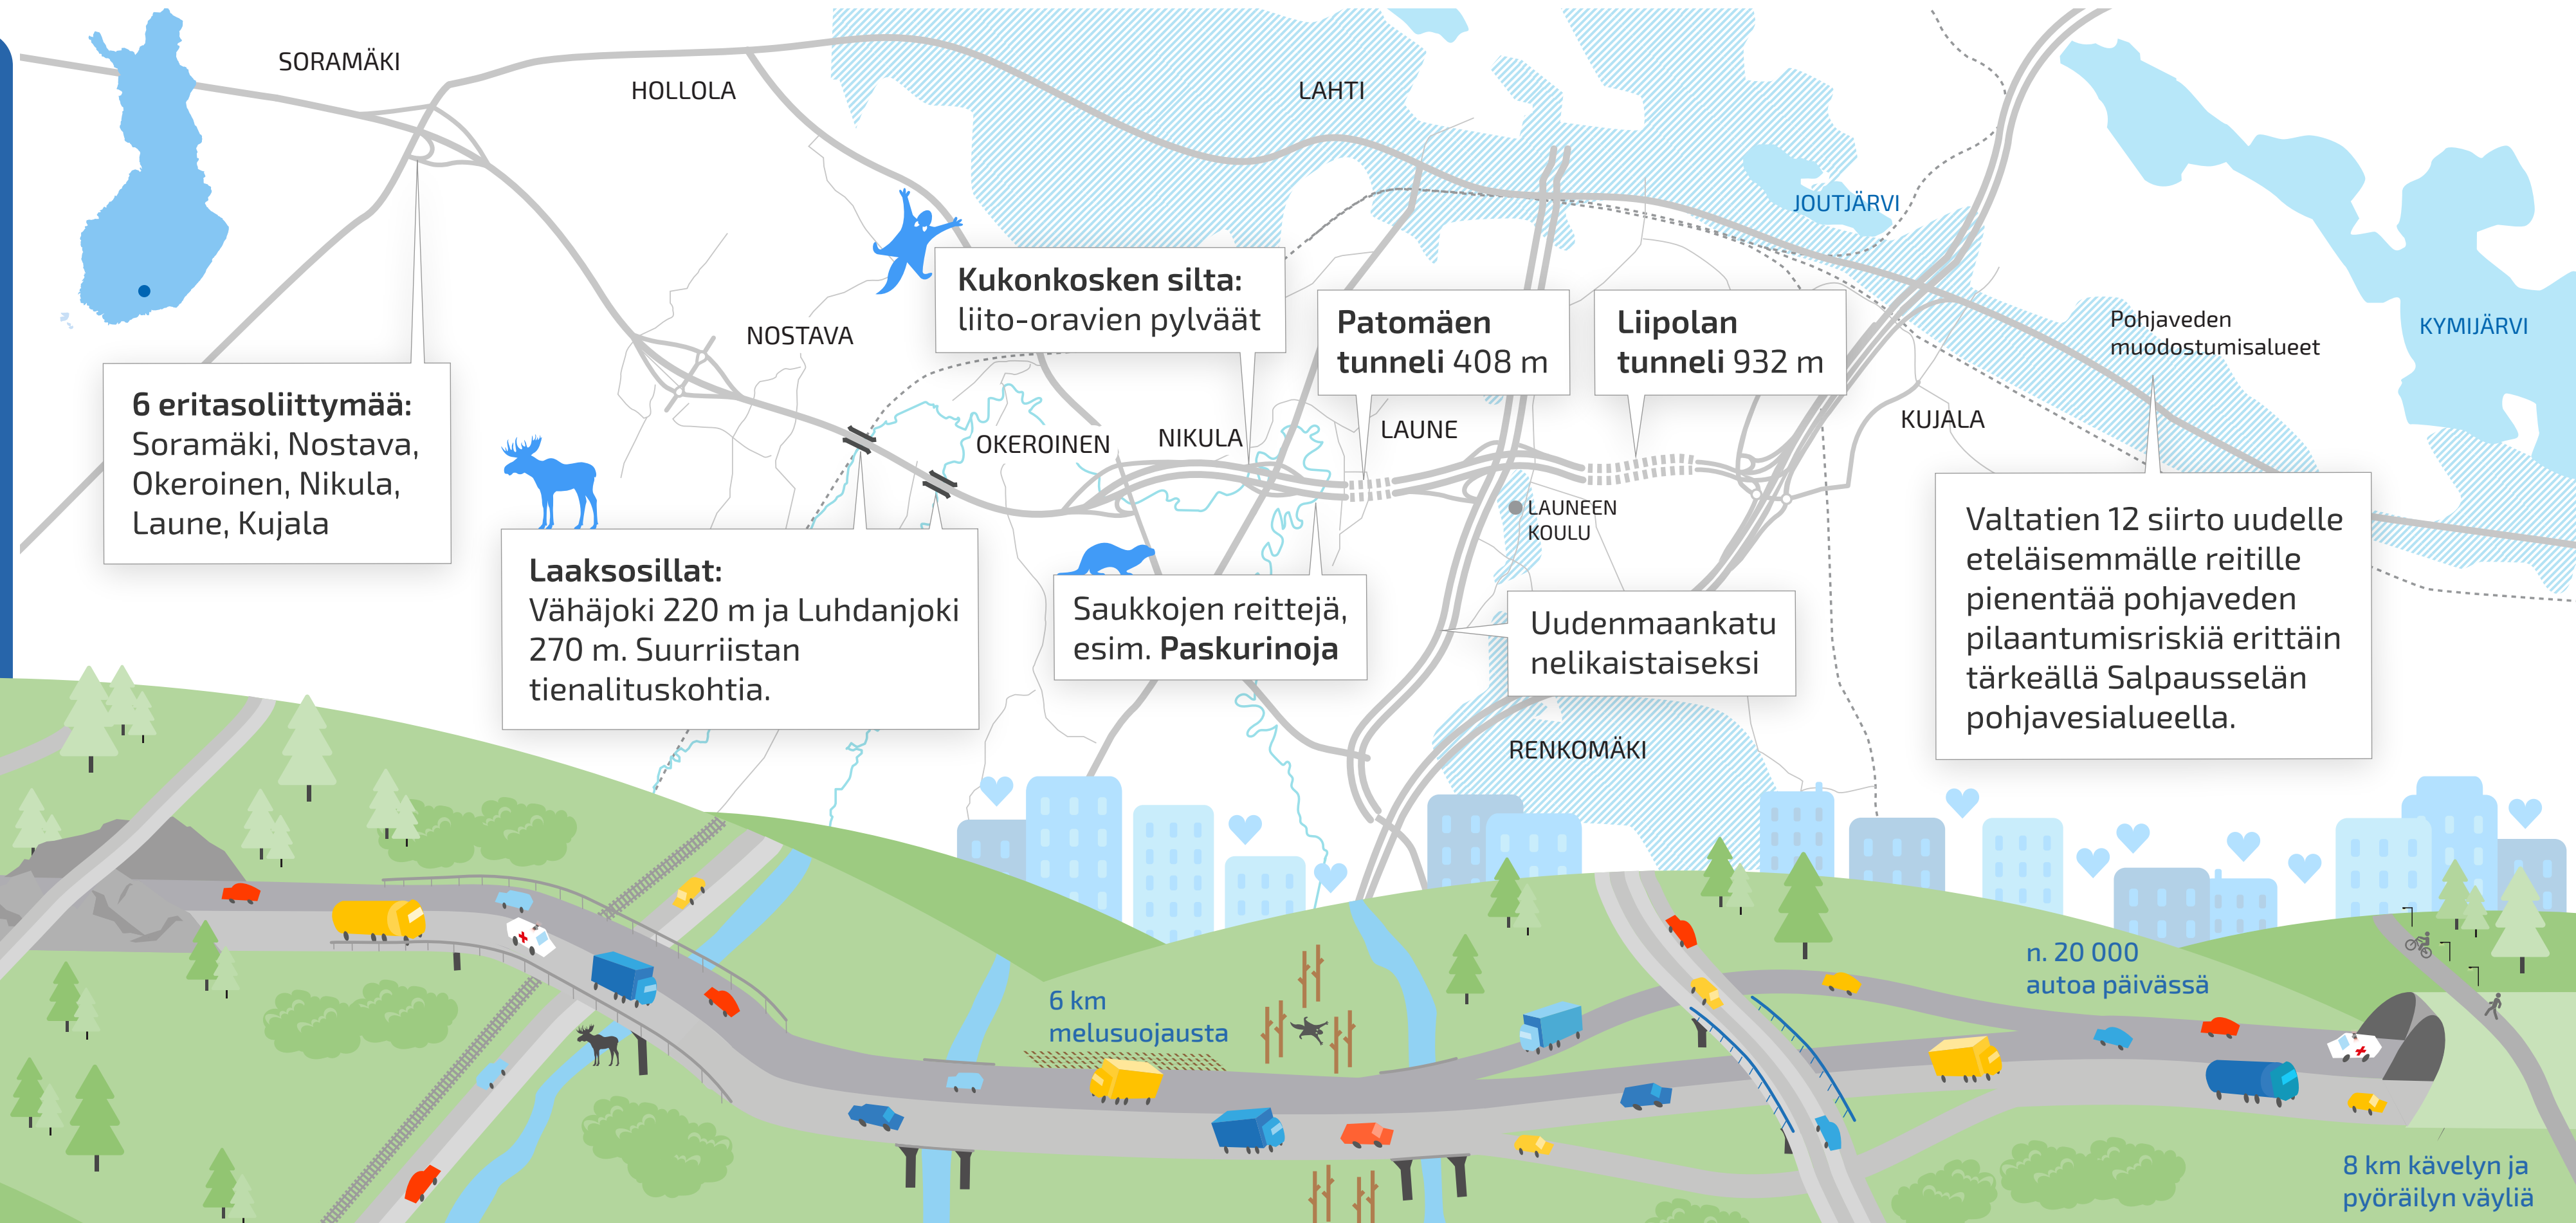 SORAMÄKI
HOLLOLA
LAHTI
JOUTJÄRVI
KYMIJÄRVI
Pohjaveden
muodostumisalueet
Kukonkosken silta:
liito-oravien pylväät
Patomäen
tunneli 408 m
Liipolan
tunneli 932 m
NOSTAVA
6 eritasoliittymää:
Soramäki, Nostava,
Okeroinen, Nikula,
Laune, Kujala
OKEROINEN
NIKULA
LAUNE
KUJALA
LAUNEEN
KOULU
Laaksosillat:
Vähäjoki 220 m ja Luhdanjoki
270 m. Suurriistan
tienalituskohtia.
Saukkojen reittejä,
esim. Paskurinoja
Uudenmaankatu
nelikaistaiseksi
Valtatien 12 siirto uudelle
eteläisemmälle reitille
pienentää pohjaveden
pilaantumisriskiä erittäin
tärkeällä Salpausselän
pohjavesialueella.
RENKOMÄKI
6 km
melusuojausta
n. 20 000
autoa päivässä
8 km kävelyn ja
pyöräilyn väyliä